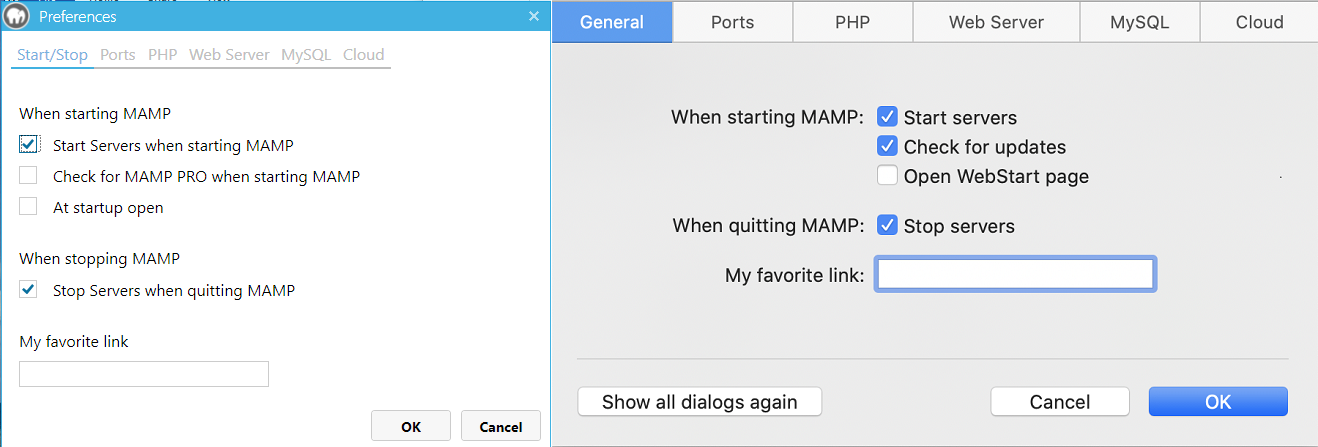 Preferences
Start/Stop Ports PHP Web Server MySQL Cloud
When starting MAMP
Start Servers when starting MAMP
Check for MAMP PRO when starting MAMP
At startup open
When stopping MAMP
Stop Servers when quitting MAMP
My favorite link
OK Cancel
General Ports PHP Web Server MySQL Cloud
When starting MAMP: Start servers
Check for updates
Open WebStart page
When quitting MAMP: Stop servers
My favorite link:
Show all dialogs again Cancel OK